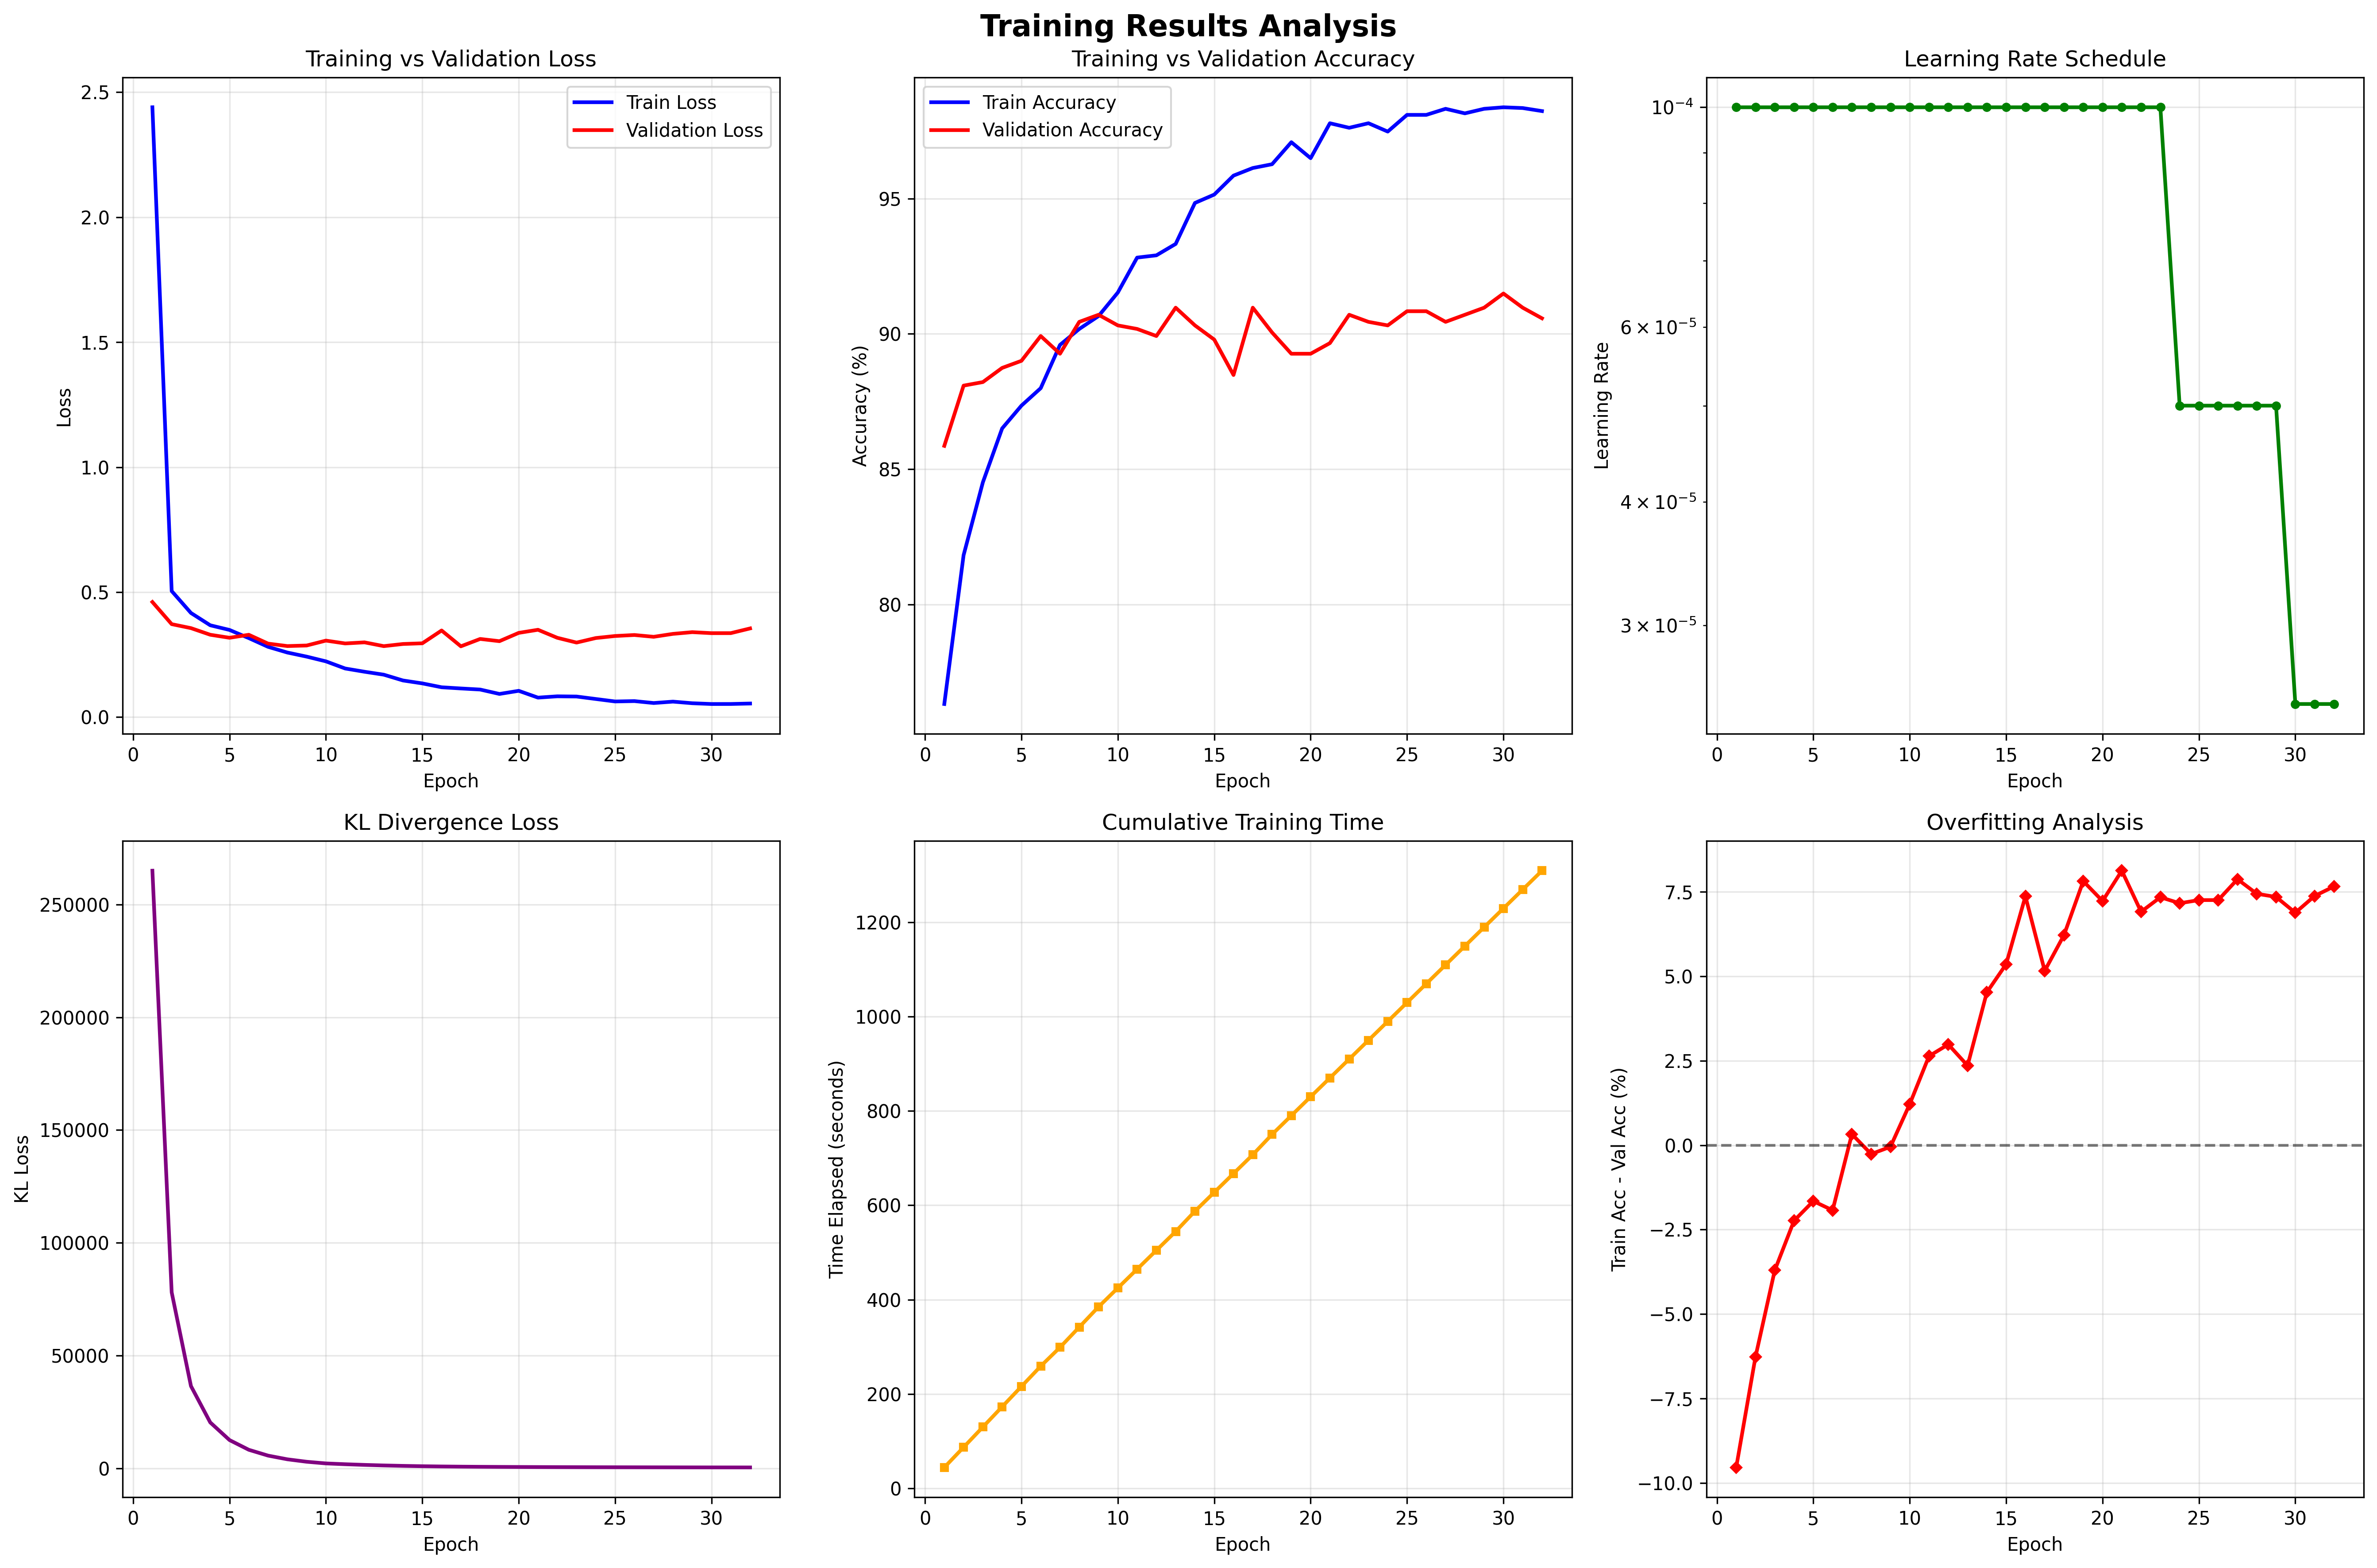 Training Results Analysis
Training vs Validation Loss
2.5
2.0
1.5
1.0
0.5
0.0
Loss
Train Loss
Validation Loss
0 5 10 15 20 25 30
Epoch
Training vs Validation Accuracy
95
90
85
80
Accuracy (%)
Train Accuracy
Validation Accuracy
0 5 10 15 20 25 30
Epoch
Learning Rate Schedule
10⁻⁴
6 × 10⁻⁵
4 × 10⁻⁵
3 × 10⁻⁵
Learning Rate
0 5 10 15 20 25 30
Epoch
KL Divergence Loss
250000
200000
150000
100000
50000
0
KL Loss
0 5 10 15 20 25 30
Epoch
Cumulative Training Time
1200
1000
800
600
400
200
0
Time Elapsed (seconds)
0 5 10 15 20 25 30
Epoch
Overfitting Analysis
7.5
5.0
2.5
0.0
−2.5
−5.0
−7.5
−10.0
Train Acc - Val Acc (%)
0 5 10 15 20 25 30
Epoch